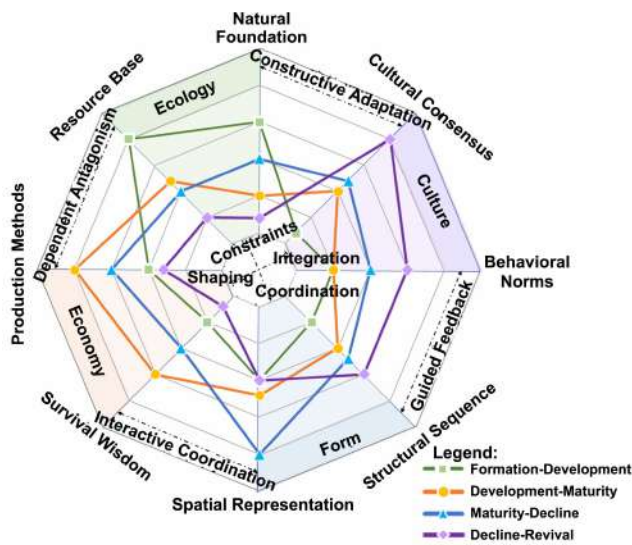 Natural
Foundation
Constructive Adaptation
Cultural Consensus
Resource Base
Ecology
Dependent Antagonism
Culture
Production Methods
Constraints
Integration
Shaping
Coordination
Behavioral
Norms
Economy
Guided Feedback
Survival Wisdom
Interactive Coordination
Form
Structural Sequence
Spatial Representation
Legend:
Formation-Development
Development-Maturity
Maturity-Decline
Decline-Revival